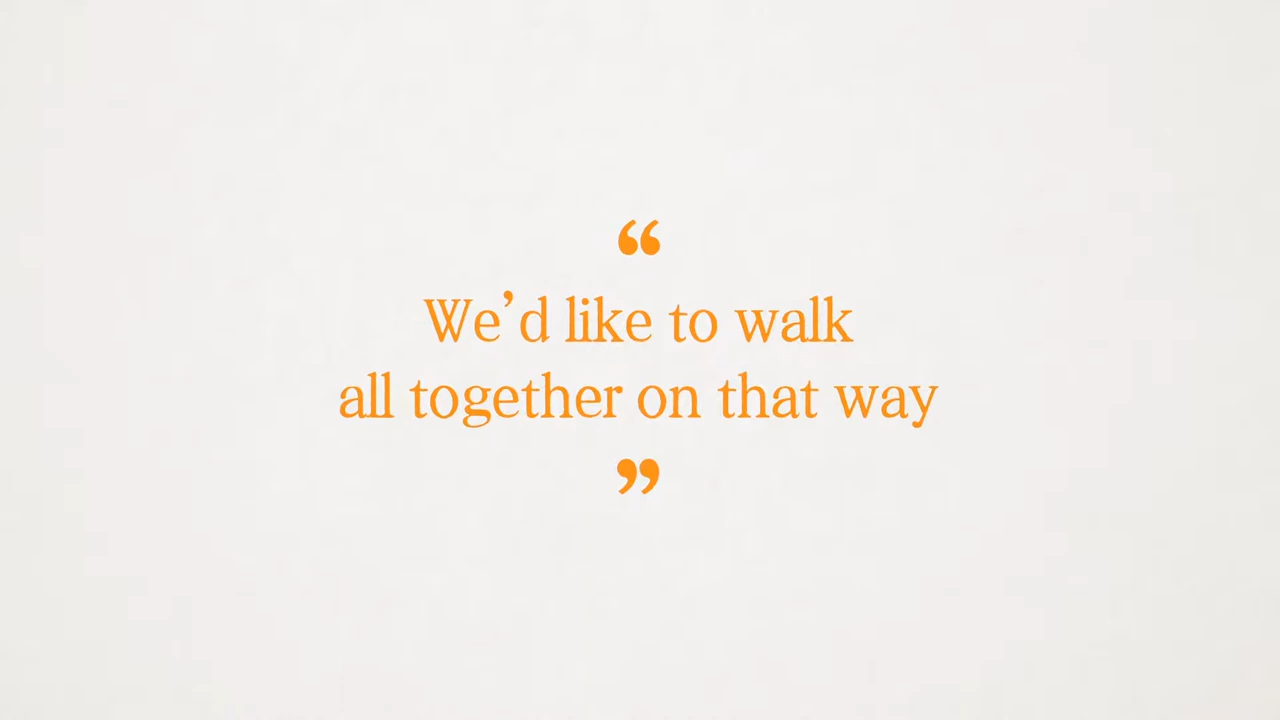 “
We’d like to walk
all together on that way
”